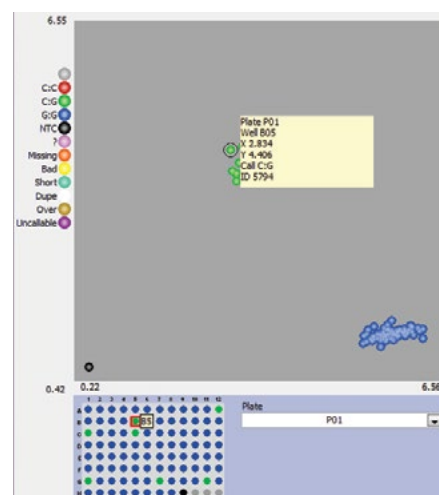 6.55
C:C
C:G
G:G
NTC
?
Missing
Bad
Short
Dupe
Over
Uncallable
Plate P01
Well B05
X 2.834
Y 4.406
Call C:G
ID 5794
0.42
0.22
6.56
1 2 3 4 5 6 7 8 9 10 11 12
A
B
B5
C
D
E
F
G
H
Plate
P01